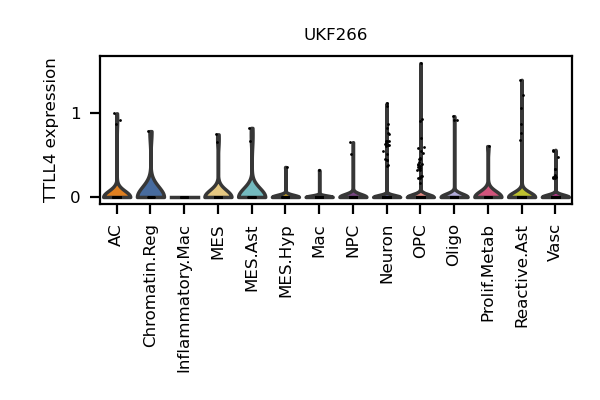 UKF266
TTLL4 expression
1
0
AC
Chromatin.Reg
Inflammatory.Mac
MES
MES.Ast
MES.Hyp
Mac
NPC
Neuron
OPC
Oligo
Prolif.Metab
Reactive.Ast
Vasc